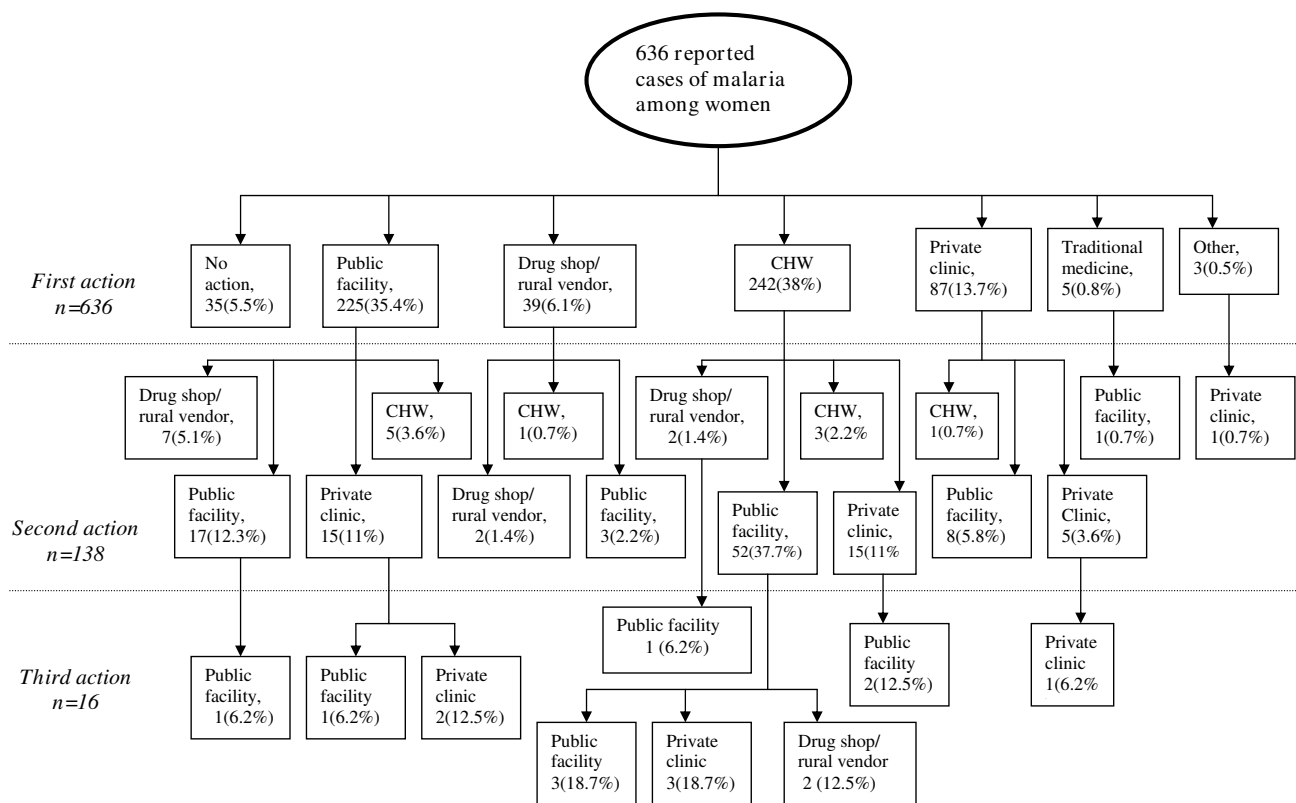 636 reported
cases of malaria
among women
First action
n=636
No
action,
35(5.5%)
Public
facility,
225(35.4%)
Drug shop/
rural vendor,
39(6.1%)
CHW
242(38%)
Private
clinic,
87(13.7%)
Traditional
medicine,
5(0.8%)
Other,
3(0.5%)
Second action
n=138
Drug shop/
rural vendor,
7(5.1%)
Public
facility,
17(12.3%)
Private
clinic,
15(11%)
CHW,
5(3.6%)
Drug shop/
rural vendor,
2(1.4%)
CHW,
1(0.7%)
Public
facility,
3(2.2%)
Drug shop/
rural vendor,
2(1.4%)
Public
facility,
52(37.7%)
CHW,
3(2.2%
Private
clinic,
15(11%
CHW,
1(0.7%)
Public
facility,
8(5.8%)
Private
Clinic,
5(3.6%)
Public
facility,
1(0.7%)
Private
clinic,
1(0.7%)
Third action
n=16
Public
facility,
1(6.2%)
Public
facility
1(6.2%)
Private
clinic
2(12.5%)
Public facility
1 (6.2%)
Public
facility
3(18.7%)
Private
clinic
3(18.7%)
Drug shop/
rural vendor
2 (12.5%)
Public
facility
2(12.5%)
Private
clinic
1(6.2%